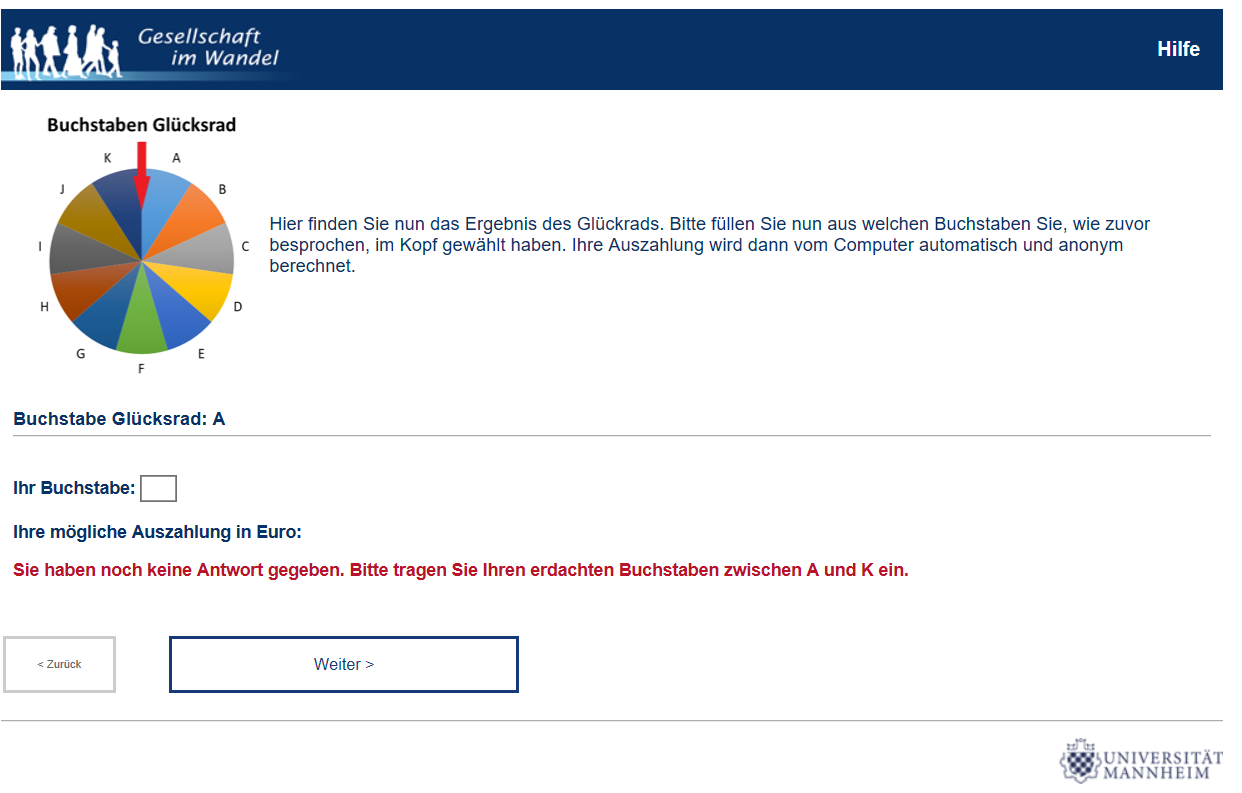 Gesellschaft
im Wandel
Hilfe
Buchstaben Glücksrad
K
A
J
B
I
C
H
D
G
E
F
Hier finden Sie nun das Ergebnis des Glückrads. Bitte füllen Sie nun aus welchen Buchstaben Sie, wie zuvor
besprochen, im Kopf gewählt haben. Ihre Auszahlung wird dann vom Computer automatisch und anonym
berechnet.
Buchstabe Glücksrad: A
Ihr Buchstabe:
Ihre mögliche Auszahlung in Euro:
Sie haben noch keine Antwort gegeben. Bitte tragen Sie Ihren erdachten Buchstaben zwischen A und K ein.
< Zurück
Weiter >
UNIVERSITÄT
MANNHEIM